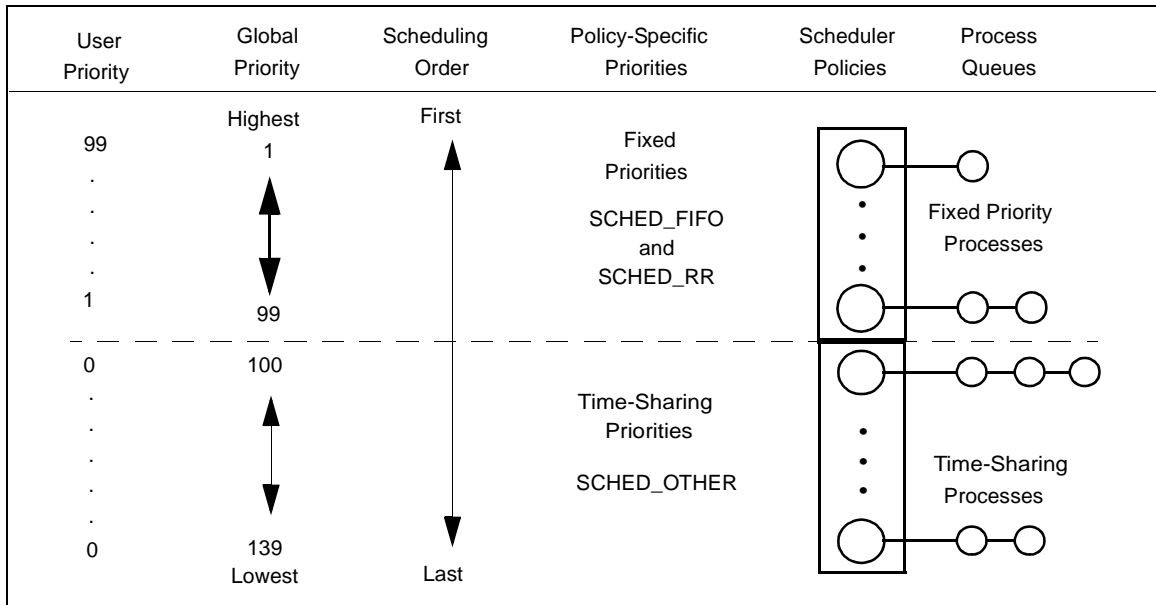 User Priority
Global Priority
Scheduling Order
Policy-Specific Priorities
Scheduler Policies
Process Queues
Highest
First
99
1
Fixed
Priorities
SCHED_FIFO
and
SCHED_RR
Fixed Priority
Processes
1
99
0
100
Time-Sharing
Priorities
SCHED_OTHER
Time-Sharing
Processes
0
139
Lowest
Last